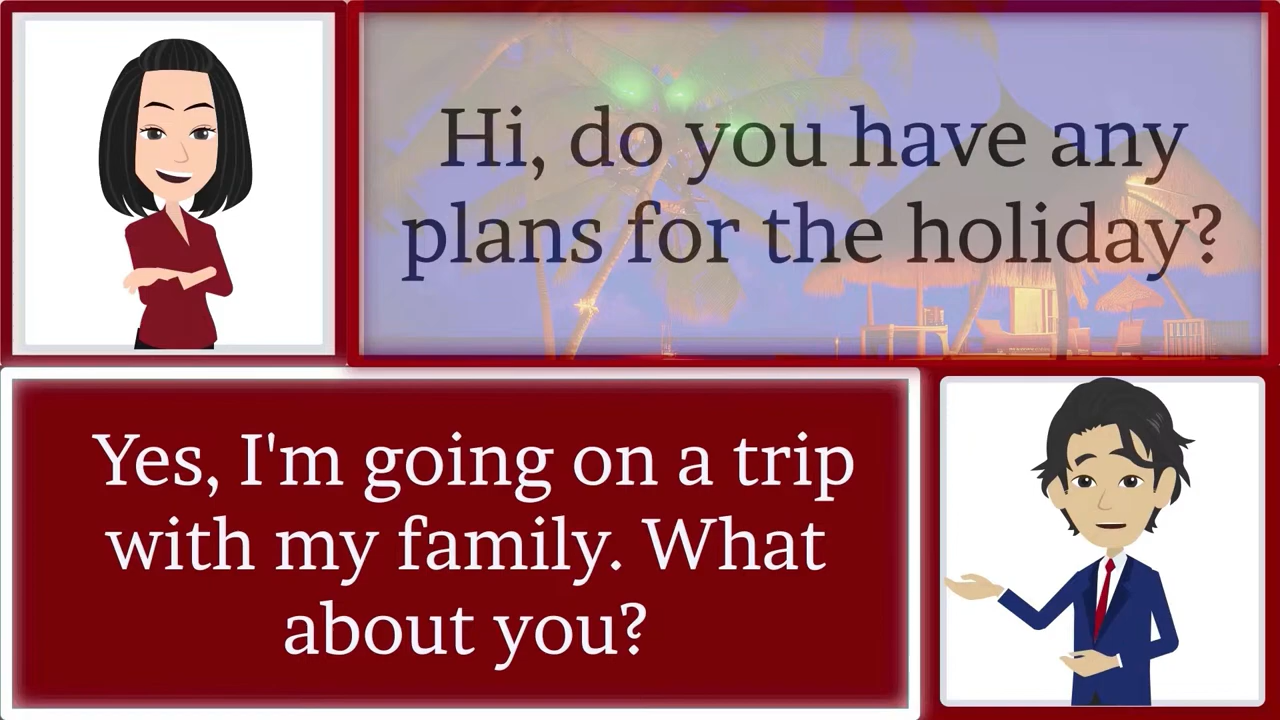 Hi, do you have any
plans for the holiday?
Yes, I'm going on a trip
with my family. What
about you?